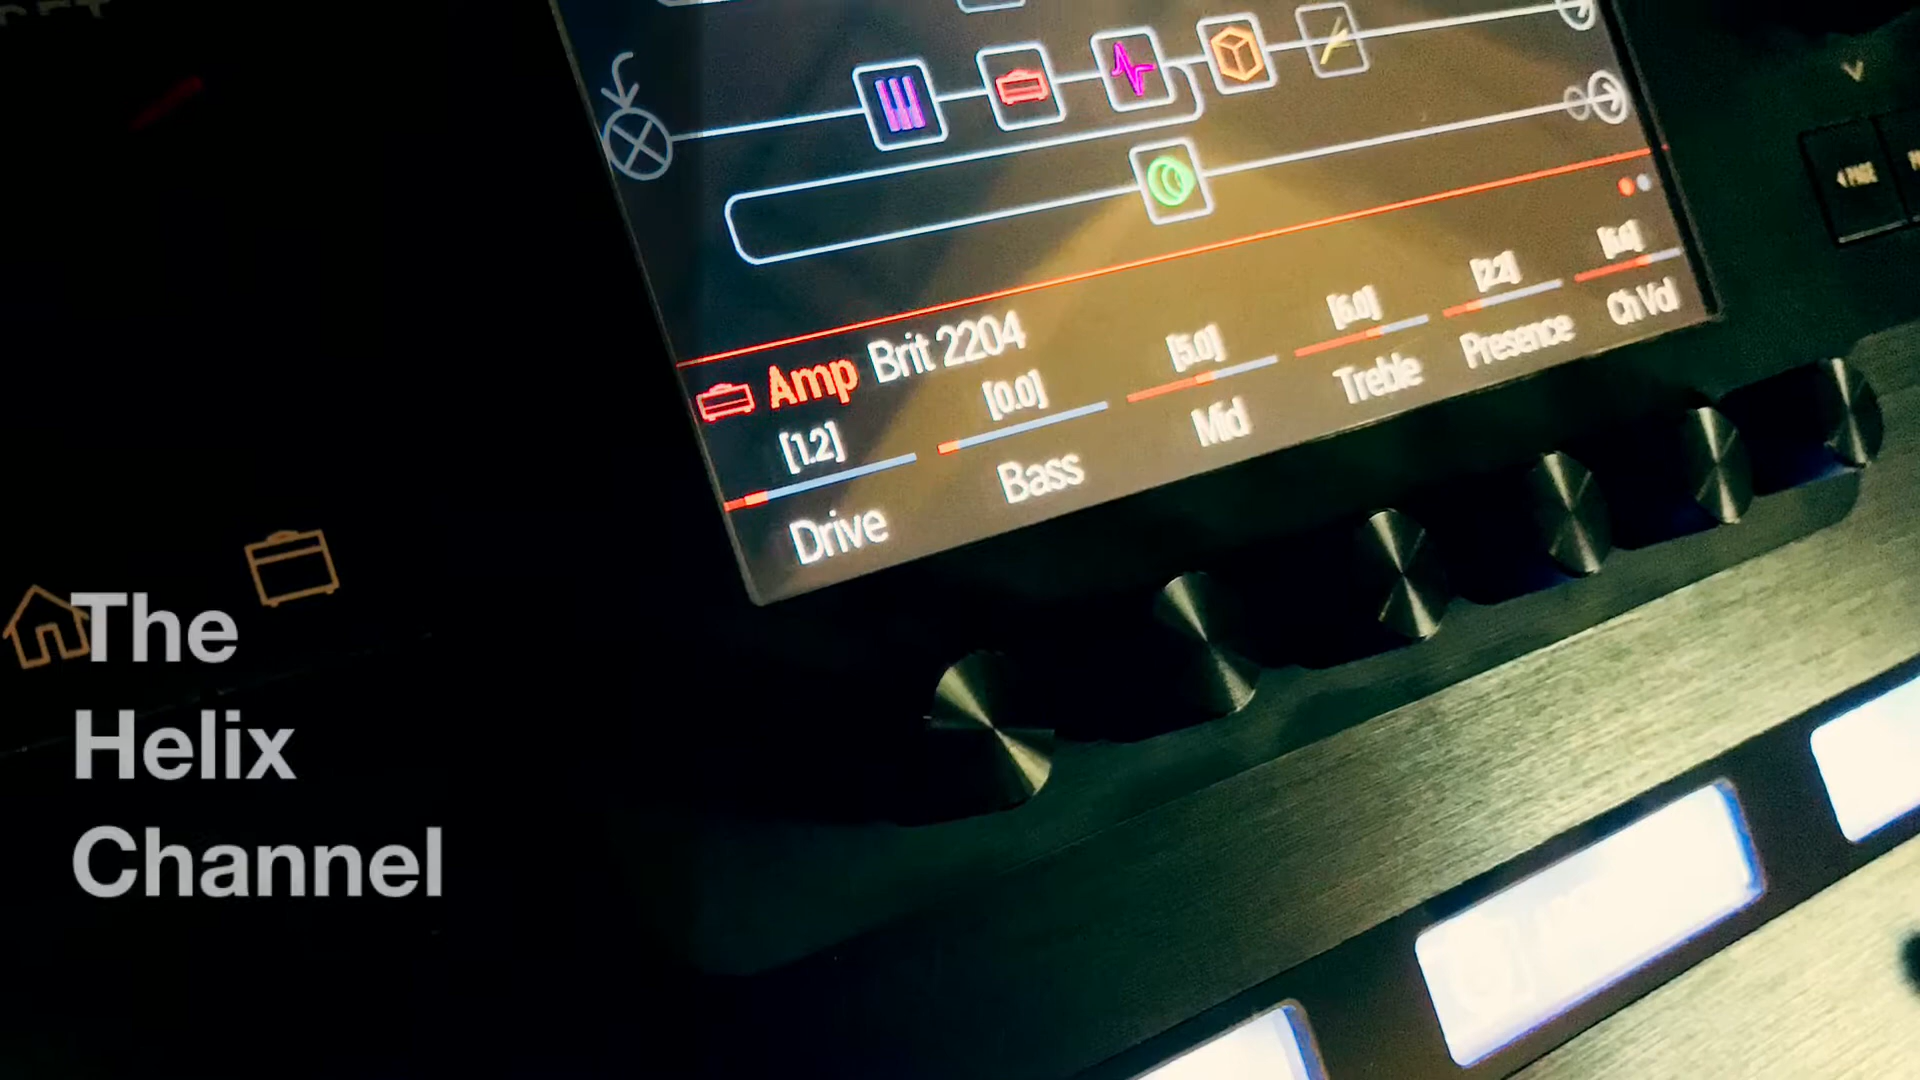 Amp Brit 2204
[1.2] [0.0] [5.0] [6.0] [2.2]
Drive Bass Mid Treble Presence Ch Vol
PAGE
The
Helix
Channel